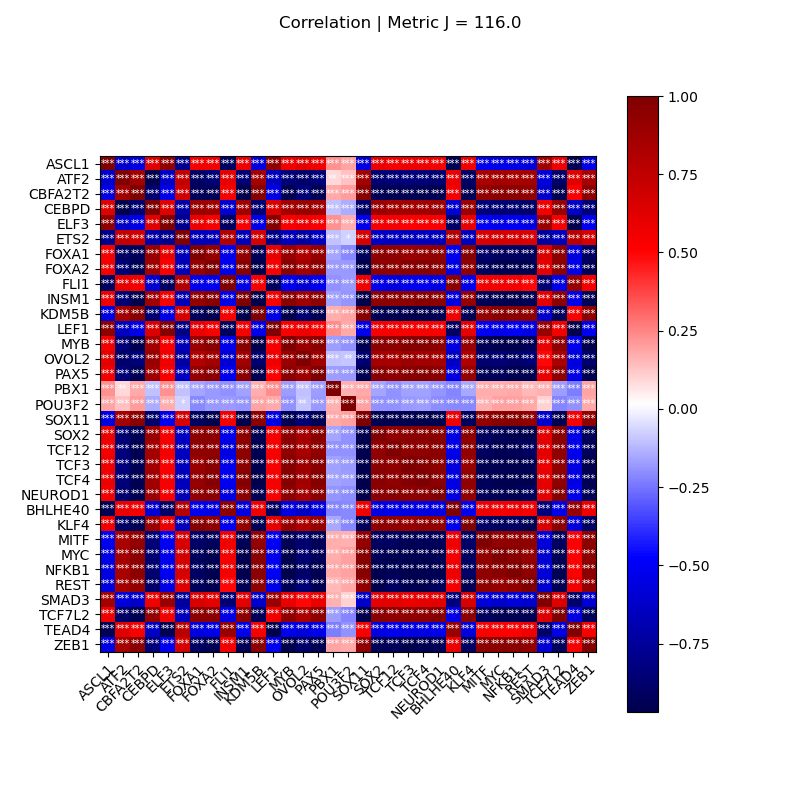 Correlation | Metric J = 116.0
ASCL1
ATF2
CBFA2T2
CEBPD
ELF3
ETS2
FOXA1
FOXA2
FLI1
INSM1
KDM5B
LEF1
MYB
OVOL2
PAX5
PBX1
POU3F2
SOX11
SOX2
TCF12
TCF3
TCF4
NEUROD1
BHLHE40
KLF4
MITF
MYC
NFKB1
REST
SMAD3
TCF7L2
TEAD4
ZEB1
ASCL1
ATF2
CBFA2T2
CEBPD
ELF3
ETS2
FOXA1
FOXA2
FLI1
INSM1
KDM5B
LEF1
MYB
OVOL2
PAX5
PBX1
POU3F2
SOX11
SOX2
TCF12
TCF3
TCF4
NEUROD1
BHLHE40
KLF4
MITF
MYC
NFKB1
REST
SMAD3
TCF7L2
TEAD4
ZEB1
1.00
0.75
0.50
0.25
0.00
−0.25
−0.50
−0.75